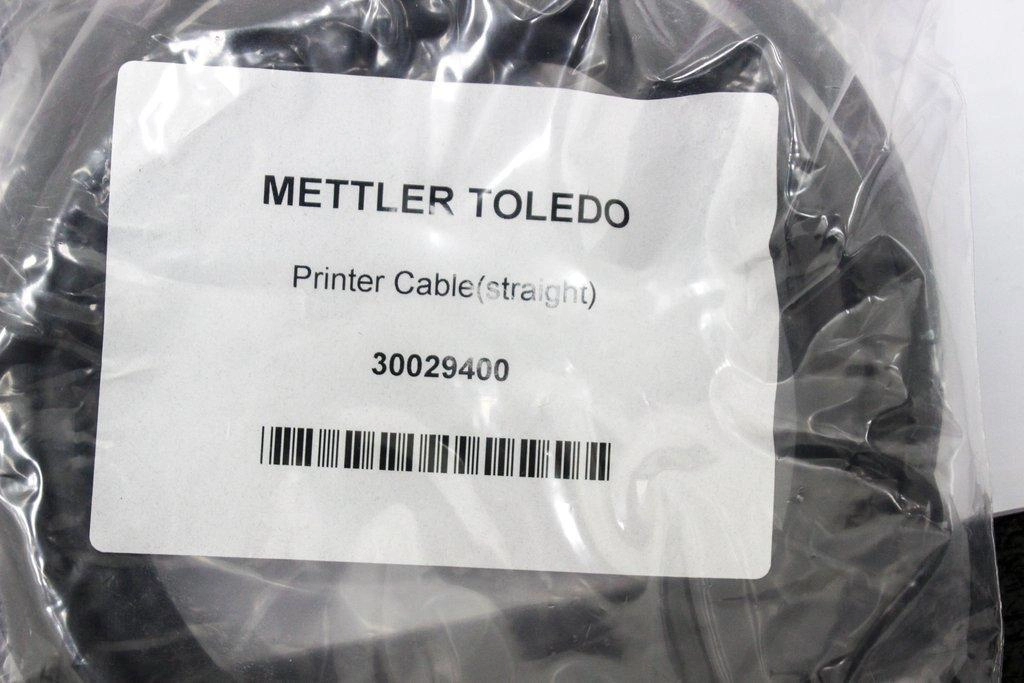 METTLER TOLEDO
Printer Cable(straight)
30029400